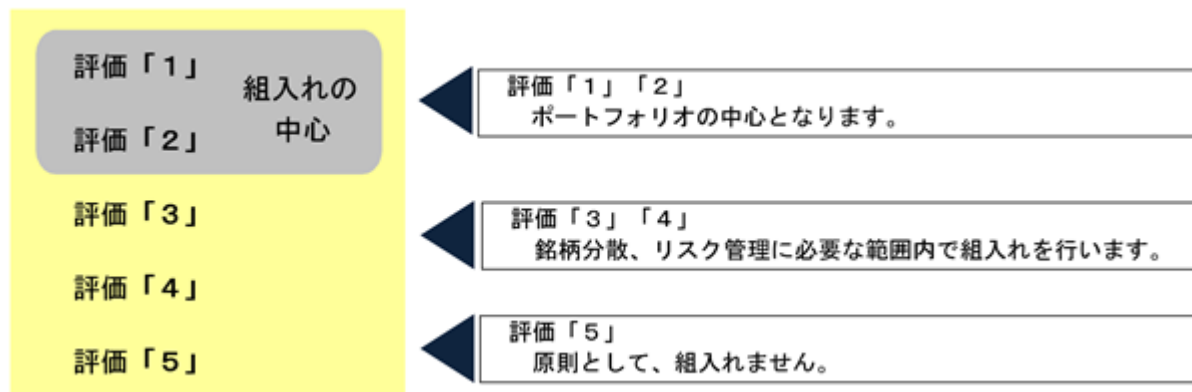 評価「１」
組入れの
中心
評価「２」
評価「３」
評価「４」
評価「５」
評価「１」「２」
ポートフォリオの中心となります。
評価「３」「４」
銘柄分散、リスク管理に必要な範囲内で組入れを行います。
評価「５」
原則として、組入れません。